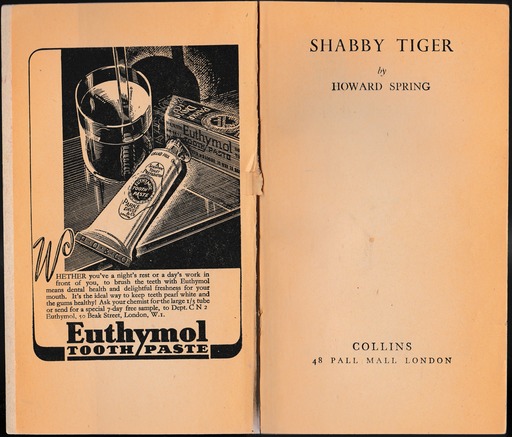 Euthymol
TOOTH PASTE
WHETHER you've a night's rest or a day's work in
front of you, to brush the teeth with Euthymol
means dental health and delightful freshness for your
mouth. It's the ideal way to keep teeth pearl white and
the gums healthy! Ask your chemist for the large 1/3 tube
or send for a special 7-day free sample, to Dept. C N 2
Euthymol, 50 Beak Street, London, W.1.
Euthymol
TOOTH PASTE
SHABBY TIGER
by
HOWARD SPRING
COLLINS
48 PALL MALL LONDON